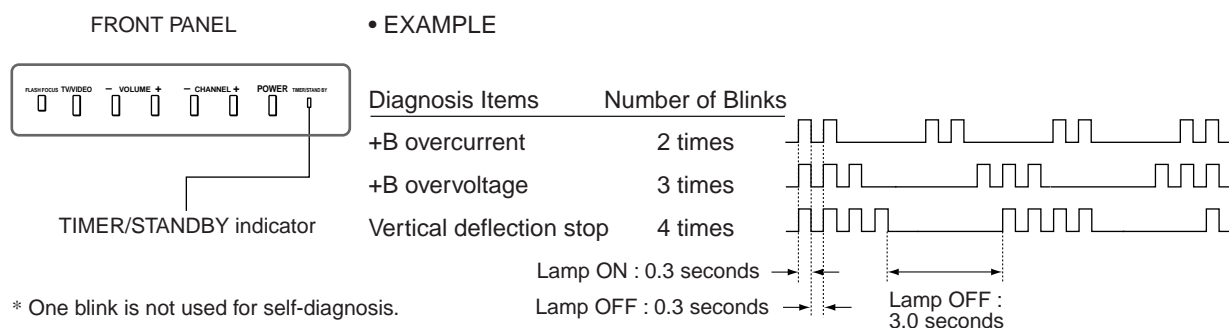 FRONT PANEL
• EXAMPLE
FLASH FOCUS TV/VIDEO − VOLUME + − CHANNEL + POWER TIMER/STAND BY
TIMER/STANDBY indicator
Diagnosis Items Number of Blinks
+B overcurrent 2 times
+B overvoltage 3 times
Vertical deflection stop 4 times
Lamp ON : 0.3 seconds
Lamp OFF : 0.3 seconds
Lamp OFF :
3.0 seconds
* One blink is not used for self-diagnosis.